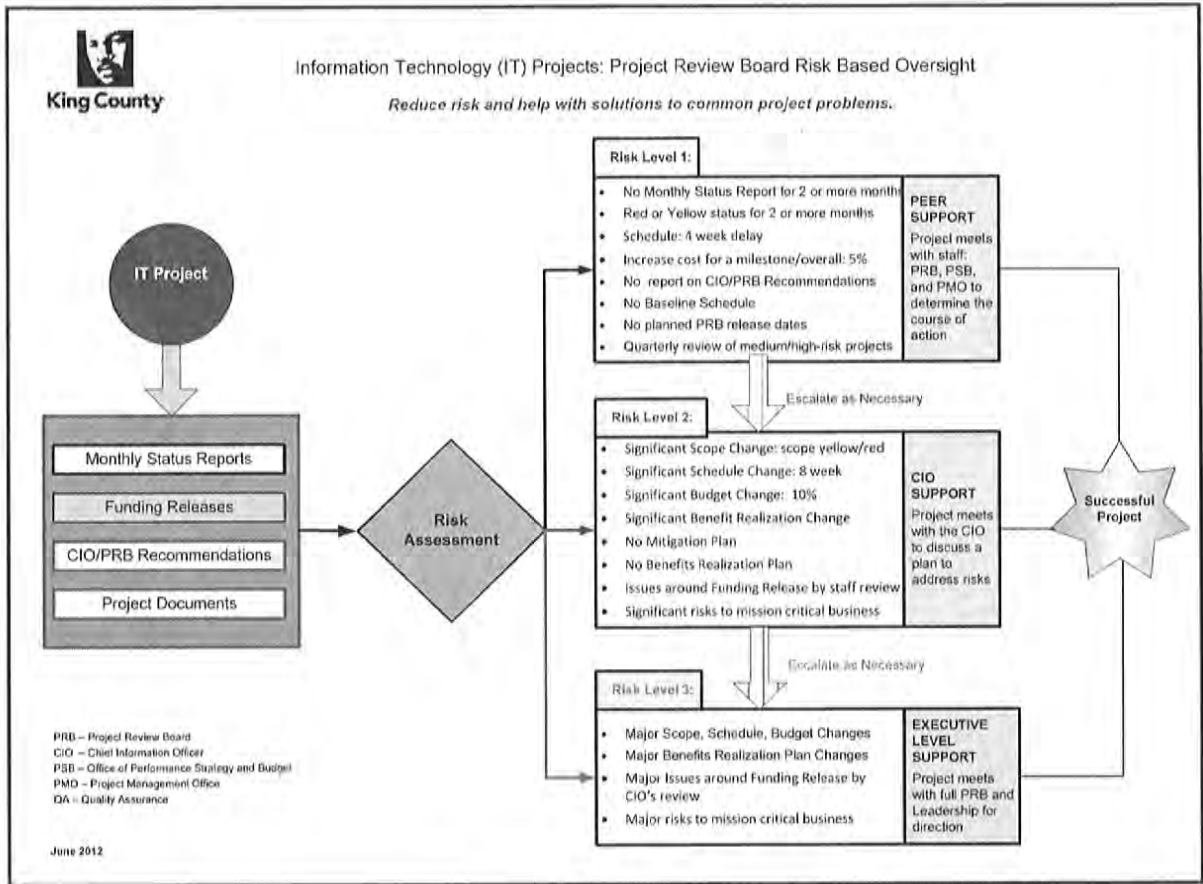 King County
Information Technology (IT) Projects: Project Review Board Risk Based Oversight
Reduce risk and help with solutions to common project problems.
IT Project
Monthly Status Reports
Funding Releases
CIO/PRB Recommendations
Project Documents
Risk
Assessment
Risk Level 1:
• No Monthly Status Report for 2 or more months
• Red or Yellow status for 2 or more months
• Schedule: 4 week delay
• Increase cost for a milestone/overall: 5%
• No report on CIO/PRB Recommendations
• No Baseline Schedule
• No planned PRB release dates
• Quarterly review of medium/high-risk projects
PEER
SUPPORT
Project meets
with staff:
PRB, PSB,
and PMO to
determine the
course of
action
Escalate as Necessary
Risk Level 2:
• Significant Scope Change: scope yellow/red
• Significant Schedule Change: 8 week
• Significant Budget Change: 10%
• Significant Benefit Realization Change
• No Mitigation Plan
• No Benefits Realization Plan
• Issues around Funding Release by staff review
• Significant risks to mission critical business
CIO
SUPPORT
Project meets
with the CIO
to discuss a
plan to
address risks
Escalate as Necessary
Risk Level 3:
• Major Scope, Schedule, Budget Changes
• Major Benefits Realization Plan Changes
• Major Issues around Funding Release by
CIO's review
• Major risks to mission critical business
EXECUTIVE
LEVEL
SUPPORT
Project meets
with full PRB and
Leadership for
direction
Successful
Project
PRB – Project Review Board
CIO – Chief Information Officer
PSB – Office of Performance Strategy and Budget
PMO – Project Management Office
QA – Quality Assurance
June 2012